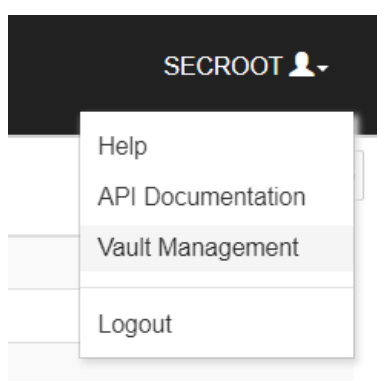 SECROOT
Help
API Documentation
Vault Management
Logout